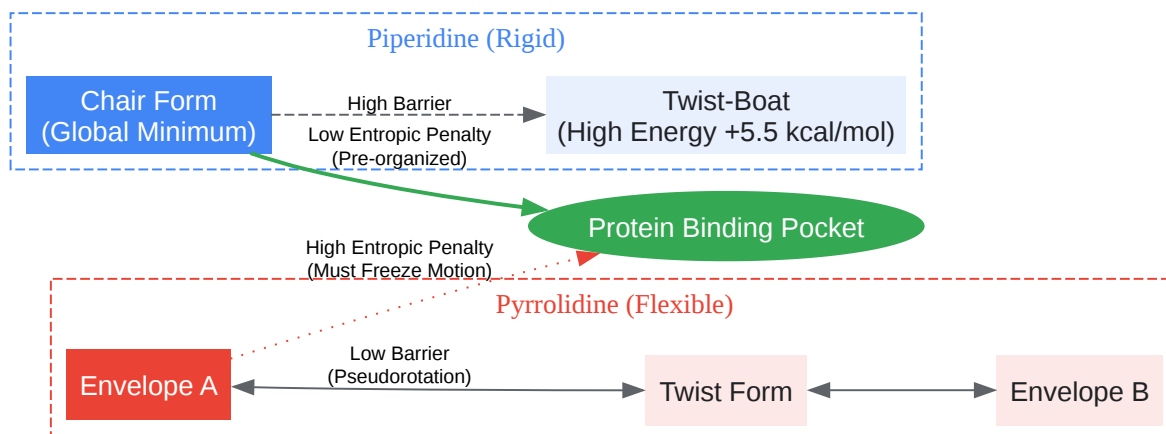 Piperidine (Rigid)
Chair Form
(Global Minimum)
High Barrier
Twist-Boat
(High Energy +5.5 kcal/mol)
Low Entropic Penalty
(Pre-organized)
Protein Binding Pocket
High Entropic Penalty
(Must Freeze Motion)
Pyrrolidine (Flexible)
Envelope A
Low Barrier
(Pseudorotation)
Twist Form
Envelope B